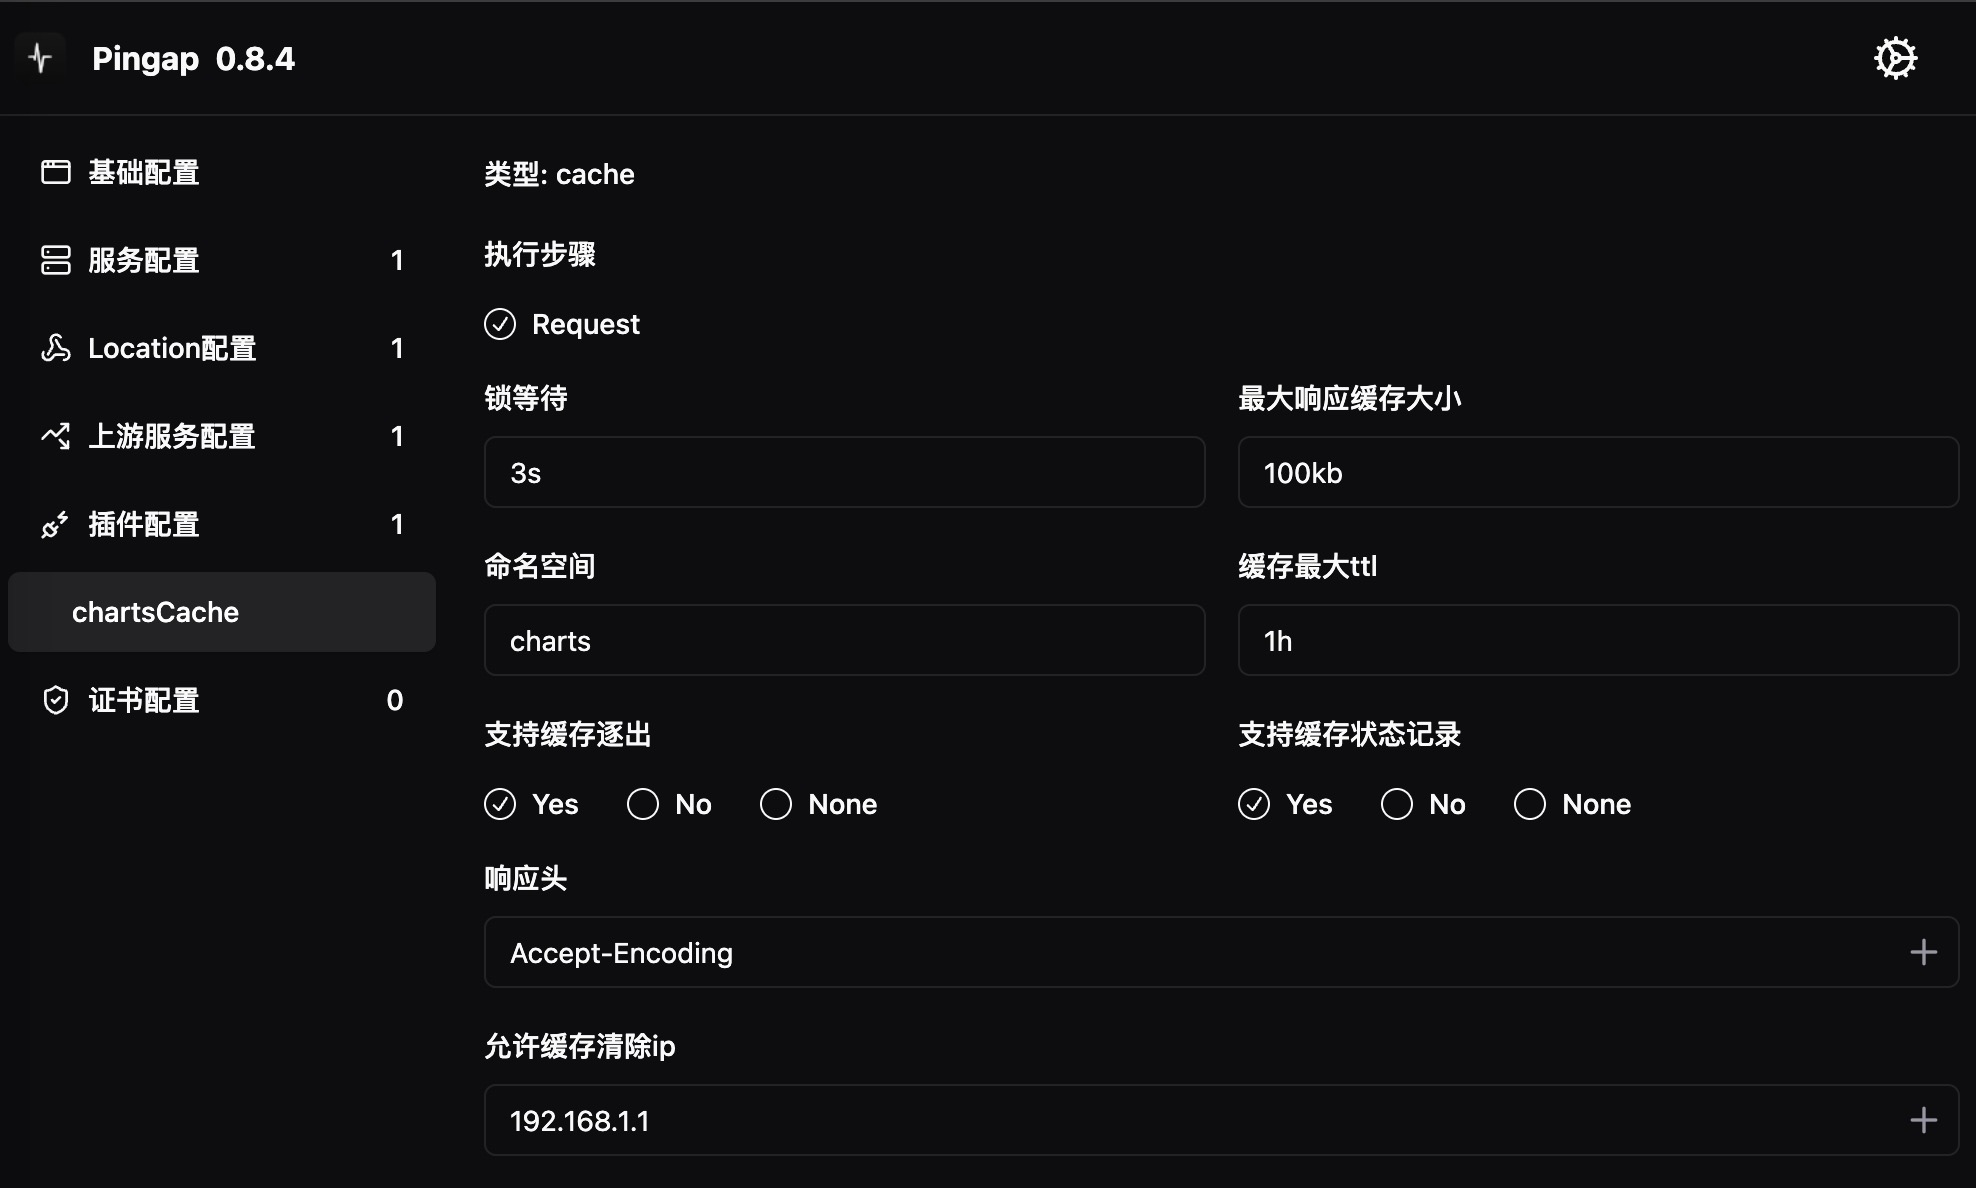 Pingap 0.8.4
基础配置
服务配置 1
Location配置 1
上游服务配置 1
插件配置 1
chartsCache
证书配置 0
类型: cache
执行步骤
Request
锁等待 最大响应缓存大小
3s 100kb
命名空间 缓存最大ttl
charts 1h
支持缓存逐出 支持缓存状态记录
Yes No None Yes No None
响应头
Accept-Encoding
允许缓存清除ip
192.168.1.1